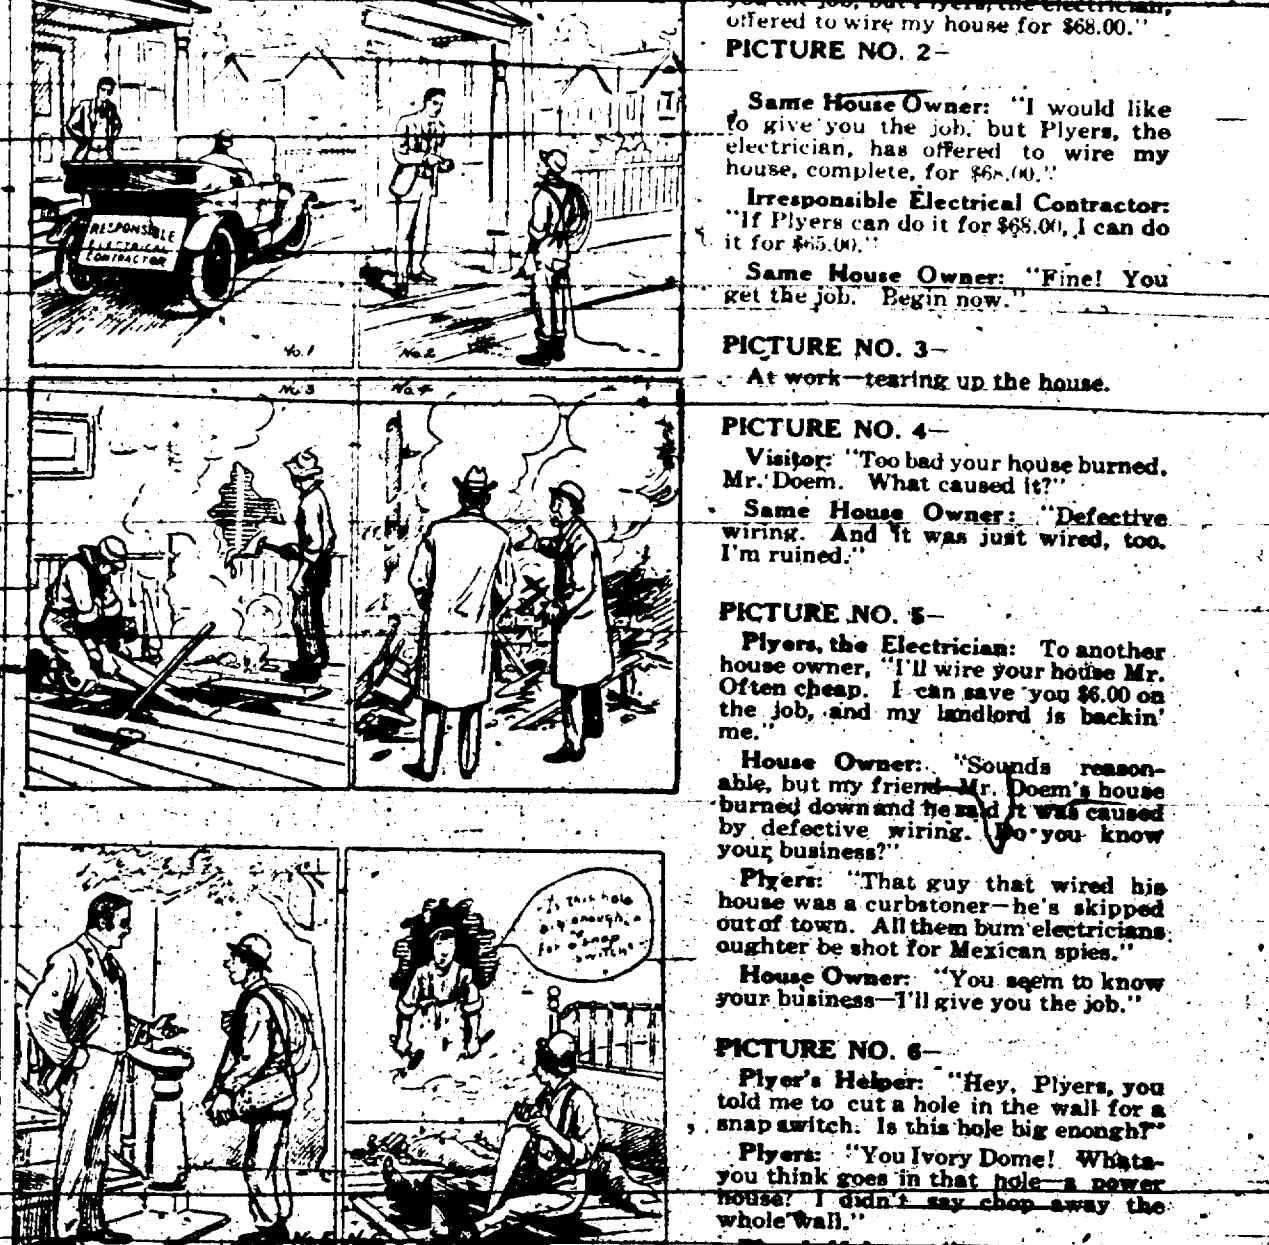 RESPONSIBLE
ELECTRICAL
CONTRACTOR
No. 1
No. 2
No. 3
No. 4
Is this hole
big enough,
for a snap
switch?
you the job, but Plyers, the electrician,
offered to wire my house for $68.00."
PICTURE NO. 2—
Same House Owner: "I would like
to give you the job, but Plyers, the
electrician, has offered to wire my
house, complete, for $68.00."
Irresponsible Electrical Contractor:
"If Plyers can do it for $68.00, I can do
it for $65.00."
Same House Owner: "Fine! You
get the job. Begin now."
PICTURE NO. 3—
At work—tearing up the house.
PICTURE NO. 4—
Visitor: "Too bad your house burned,
Mr. Doem. What caused it?"
Same House Owner: "Defective
wiring. And it was just wired, too.
I'm ruined."
PICTURE NO. 5—
Plyers, the Electrician: To another
house owner, "I'll wire your house Mr.
Often cheap. I can save you $6.00 on
the job, and my landlord is backin'
me."
House Owner: "Sounds reason-
able, but my friend Mr. Doem's house
burned down and he said it was caused
by defective wiring. Do you know
your business?"
Plyers: "That guy that wired his
house was a curbstoner—he's skipped
out of town. All them bum electricians
oughter be shot for Mexican spies."
House Owner: "You seem to know
your business—I'll give you the job."
PICTURE NO. 6—
Plyer's Helper: "Hey, Plyers, you
told me to cut a hole in the wall for a
snap switch. Is this hole big enongh?"
Plyers: "You Ivory Dome! Whata-
you think goes in that hole—a power
house? I didn't say chop away the
whole wall."